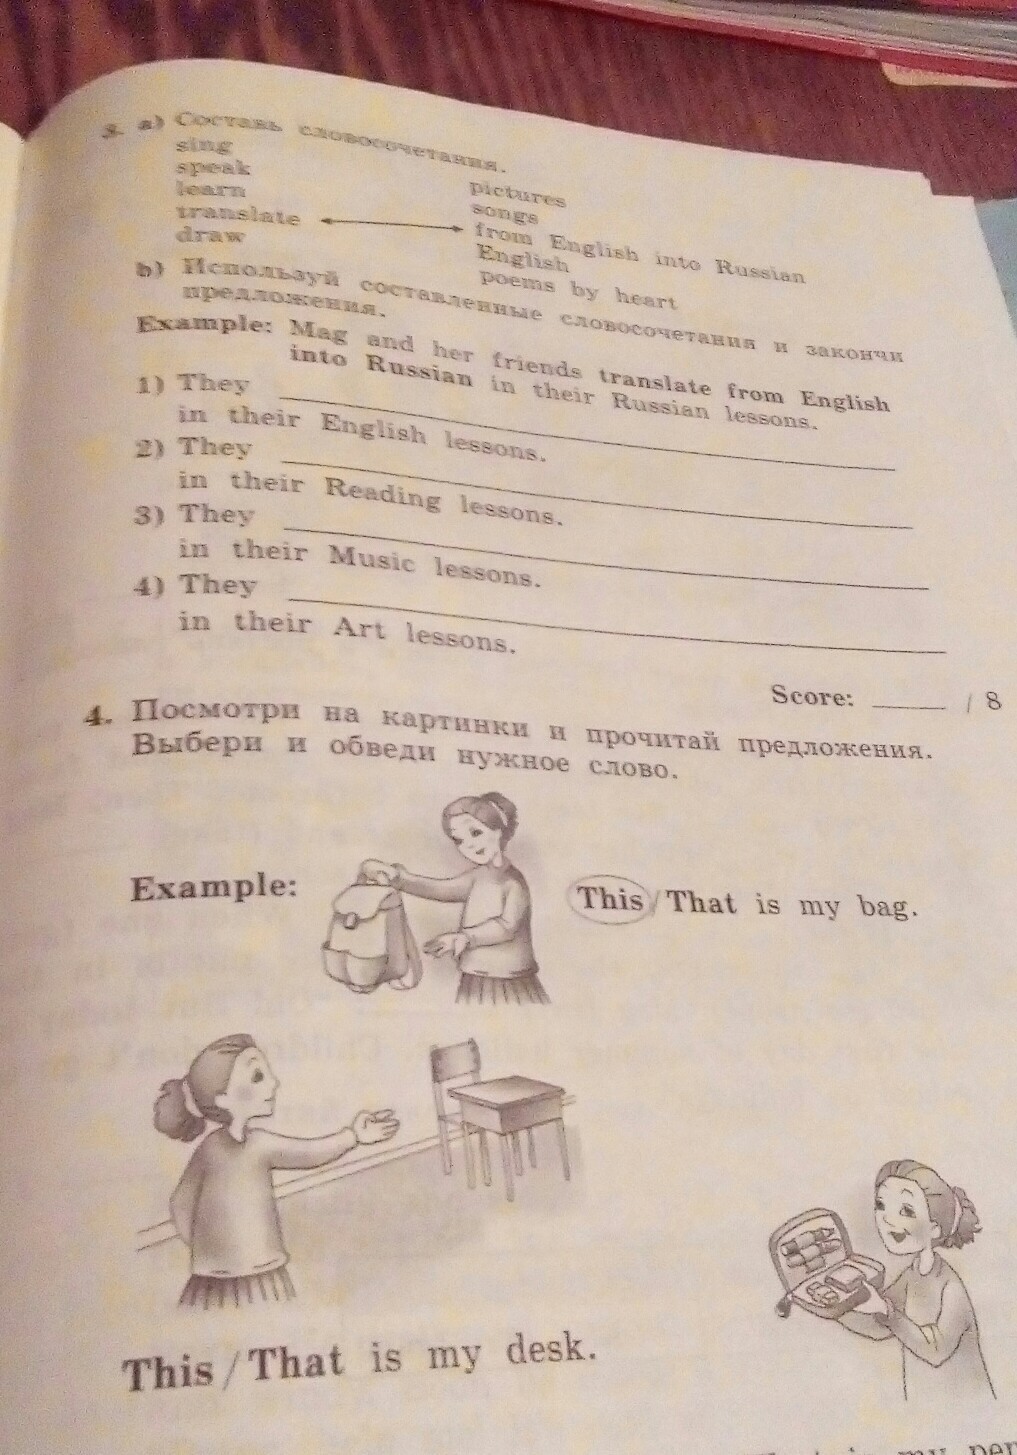 3. a) Составь словосочетания.
sing
speak
learn
translate
draw
pictures
songs
from English into Russian
English
poems by heart
b) Используй составленные словосочетания и закончи
предложения.
Example: Mag and her friends translate from English
into Russian in their Russian lessons.
1) They
in their English lessons.
2) They
in their Reading lessons.
3) They
in their Music lessons.
4) They
in their Art lessons.
Score: ______ / 8
4. Посмотри на картинки и прочитай предложения.
Выбери и обведи нужное слово.
Example:
This / That is my bag.
This / That is my desk.
is my